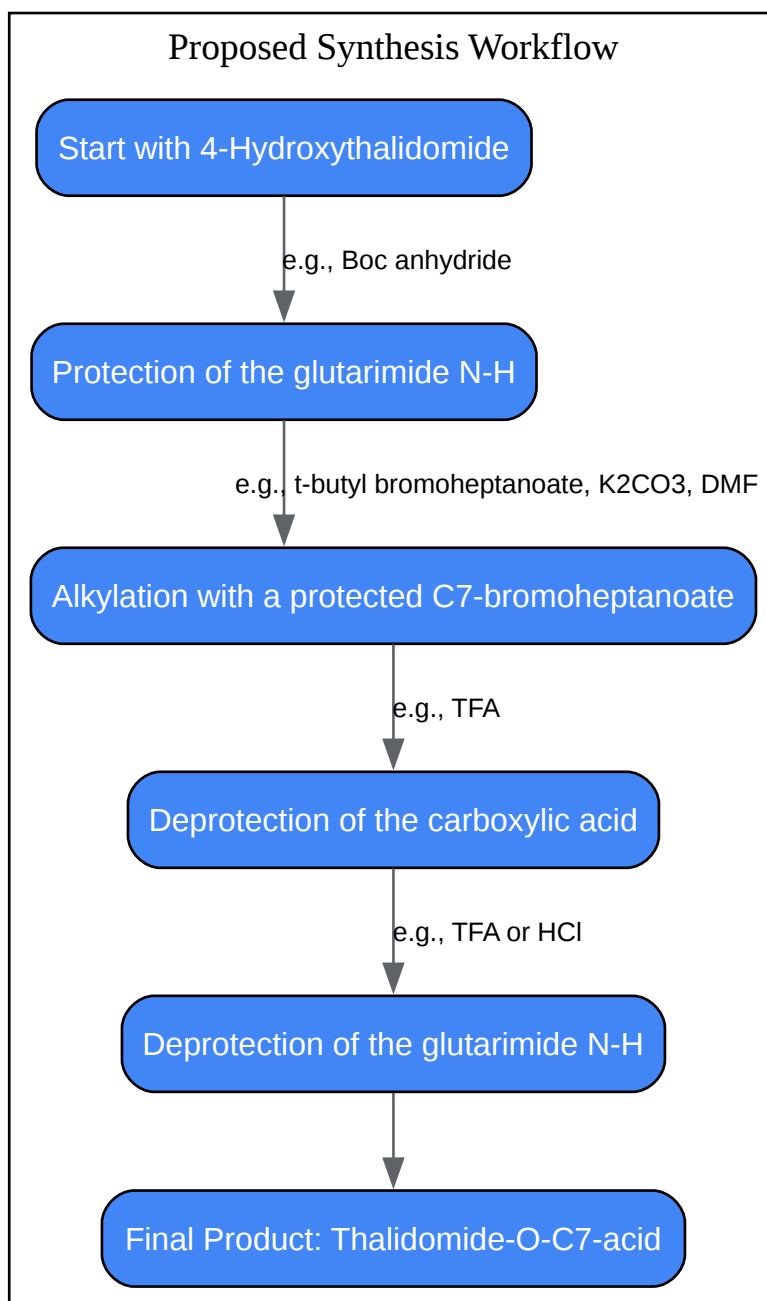 Proposed Synthesis Workflow
Start with 4-Hydroxythalidomide
e.g., Boc anhydride
Protection of the glutarimide N-H
e.g., t-butyl bromoheptanoate, K2CO3, DMF
Alkylation with a protected C7-bromoheptanoate
e.g., TFA
Deprotection of the carboxylic acid
e.g., TFA or HCl
Deprotection of the glutarimide N-H
Final Product: Thalidomide-O-C7-acid